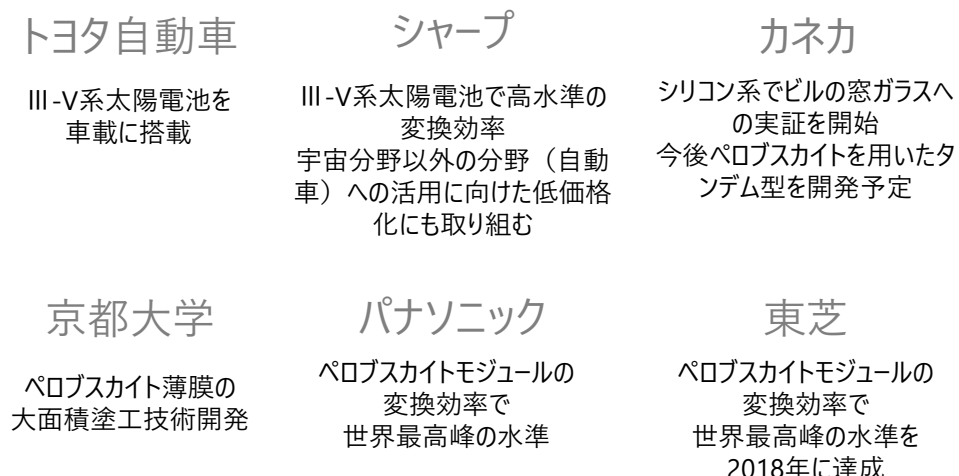 トヨタ自動車
Ⅲ-V系太陽電池を
車載に搭載
シャープ
Ⅲ-V系太陽電池で高水準の
変換効率
宇宙分野以外の分野（自動
車）への活用に向けた低価格
化にも取り組む
カネカ
シリコン系でビルの窓ガラスへ
の実証を開始
今後ペロブスカイトを用いたタ
ンデム型を開発予定
京都大学
ペロブスカイト薄膜の
大面積塗工技術開発
パナソニック
ペロブスカイトモジュールの
変換効率で
世界最高峰の水準
東芝
ペロブスカイトモジュールの
変換効率で
世界最高峰の水準を
2018年に達成